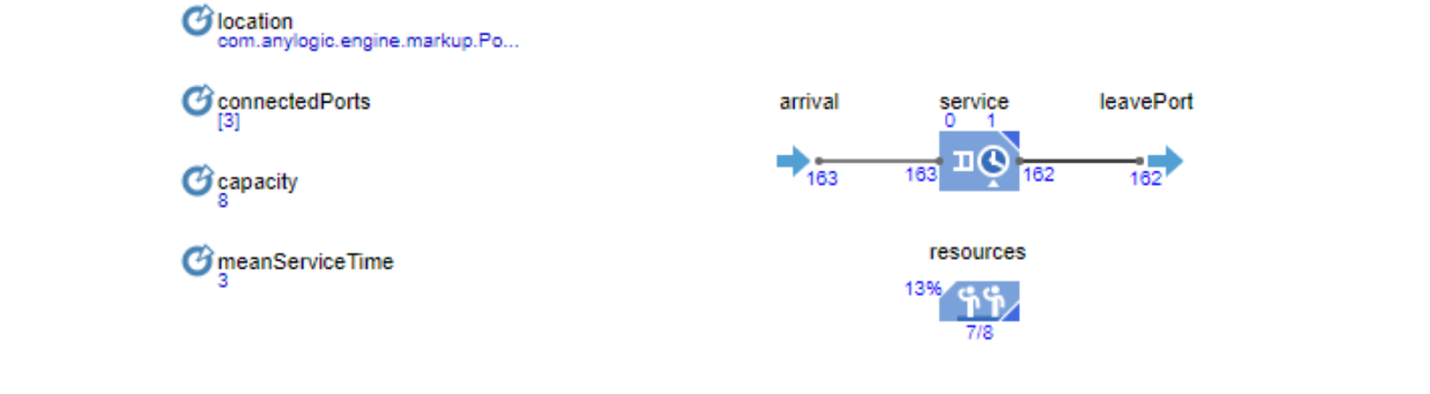 location
com.anylogic.engine.markup.Po...
connectedPorts
[3]
capacity
8
meanServiceTime
3
arrival
service
leavePort
0 1
163
163
162
162
resources
13%
7/8